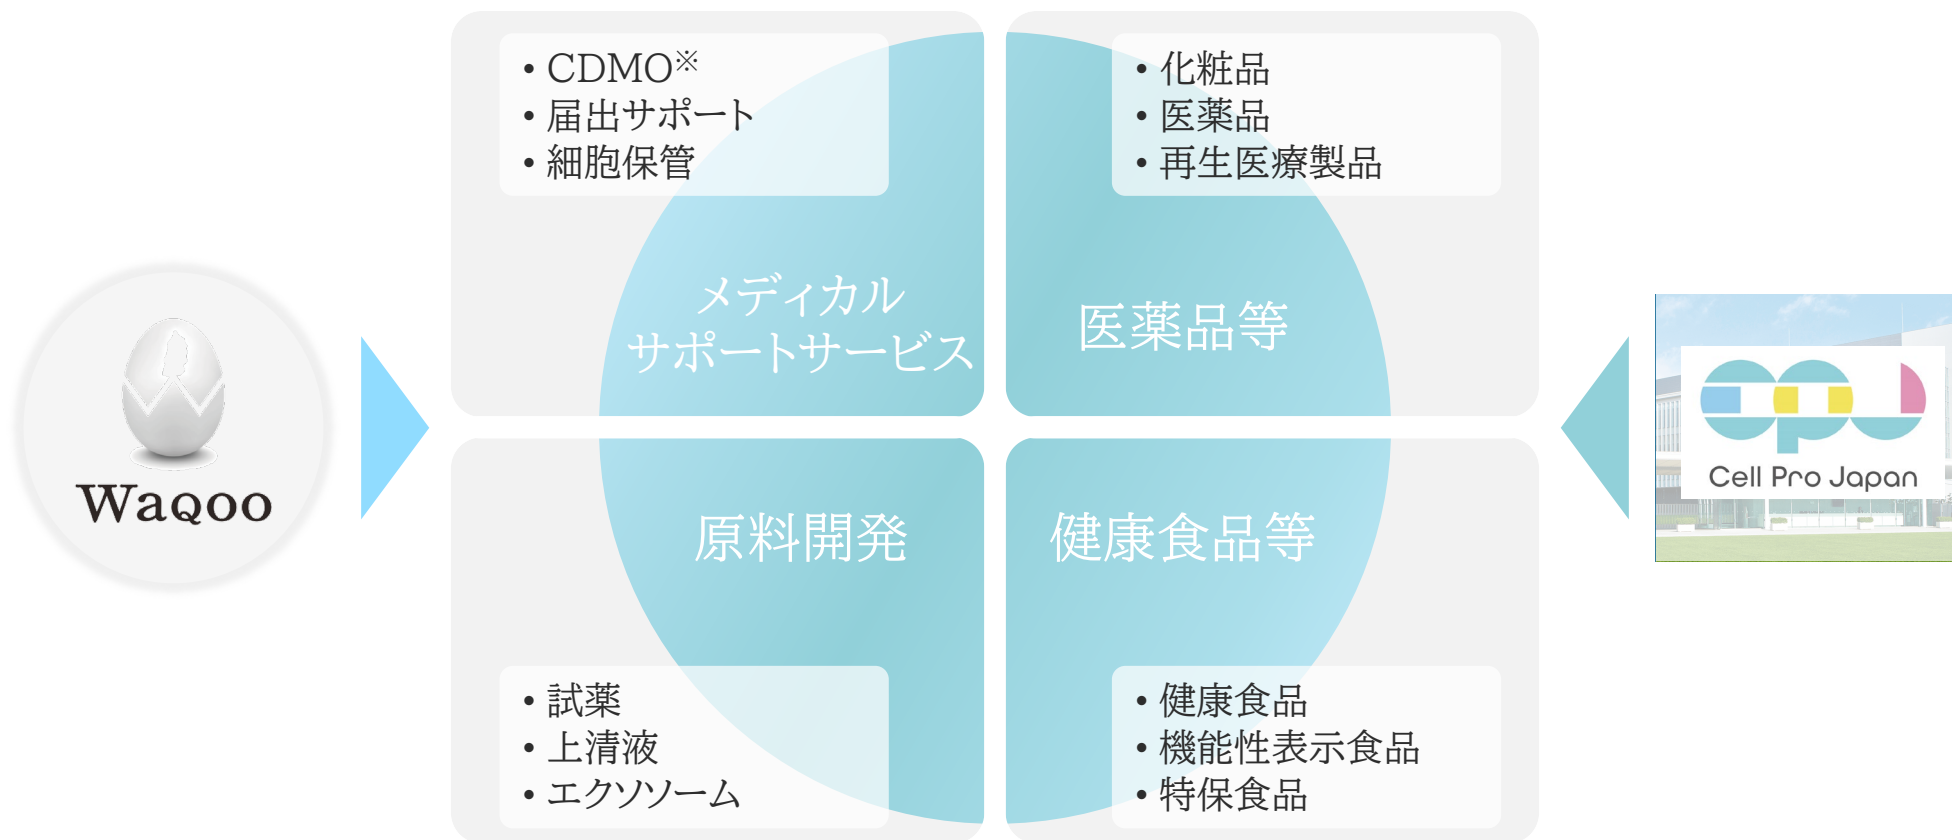 • CDMO※
• 届出サポート
• 細胞保管
メディカル
サポートサービス
• 化粧品
• 医薬品
• 再生医療製品
医薬品等
Waqoo
Cell Pro Japan
原料開発
• 試薬
• 上清液
• エクソソーム
健康食品等
• 健康食品
• 機能性表示食品
• 特保食品